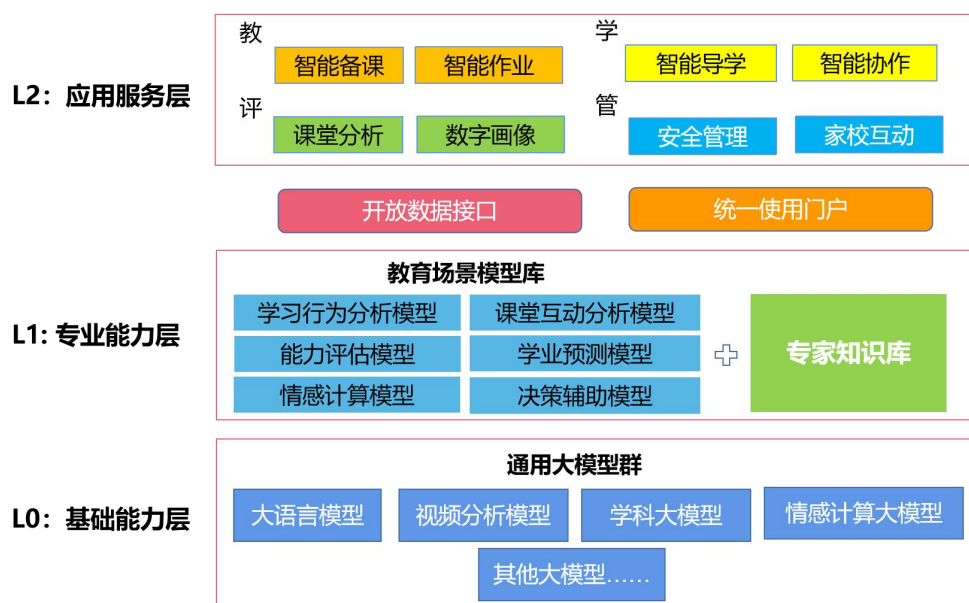 教
学
智能备课
智能作业
智能导学
智能协作
L2：应用服务层
评
管
课堂分析
数字画像
安全管理
家校互动
开放数据接口
统一使用门户
教育场景模型库
学习行为分析模型
课堂互动分析模型
L1: 专业能力层
能力评估模型
学业预测模型
专家知识库
情感计算模型
决策辅助模型
通用大模型群
L0：基础能力层
大语言模型
视频分析模型
学科大模型
情感计算大模型
其他大模型……